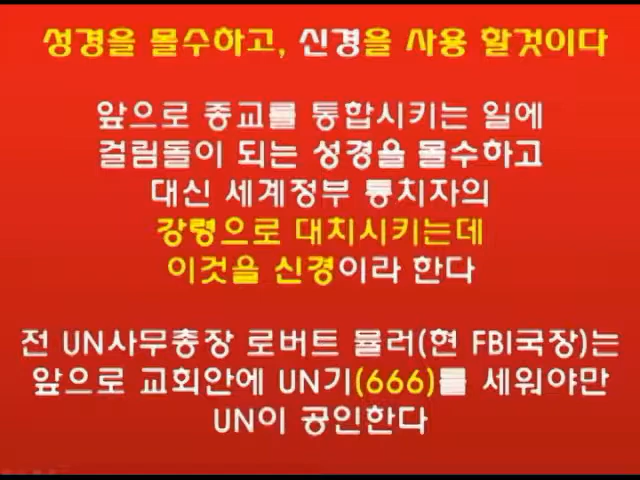 성경을 몰수하고, 신경을 사용 할것이다
앞으로 종교를 통합시키는 일에
걸림돌이 되는 성경을 몰수하고
대신 세계정부 통치자의
강령으로 대치시키는데
이것을 신경이라 한다
전 UN사무총장 로버트 뮬러(현 FBI국장)는
앞으로 교회안에 UN기(666)를 세워야만
UN이 공인한다